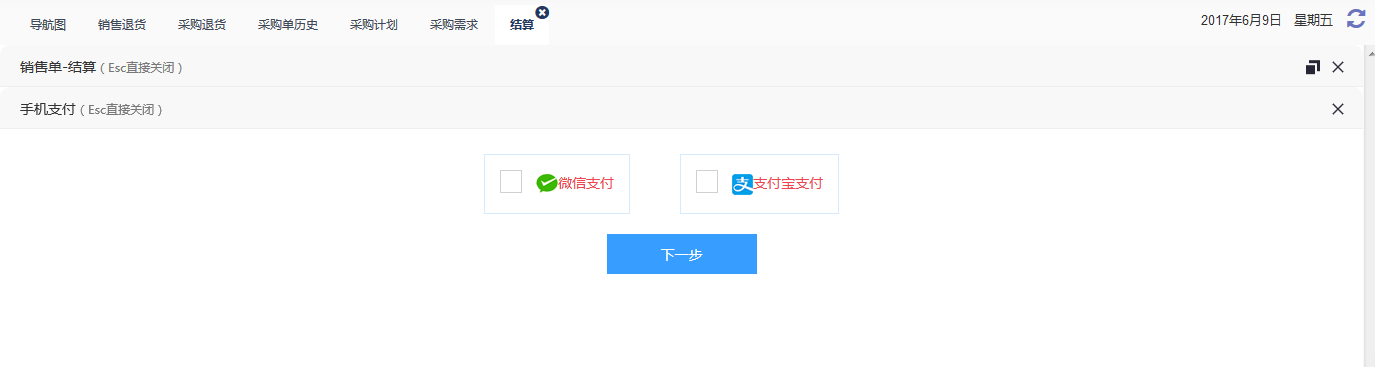 导航图 销售退货 采购退货 采购单历史 采购计划 采购需求 结算 2017年6月9日 星期五
销售单-结算（Esc直接关闭）
手机支付（Esc直接关闭）
微信支付 支付宝支付
下一步